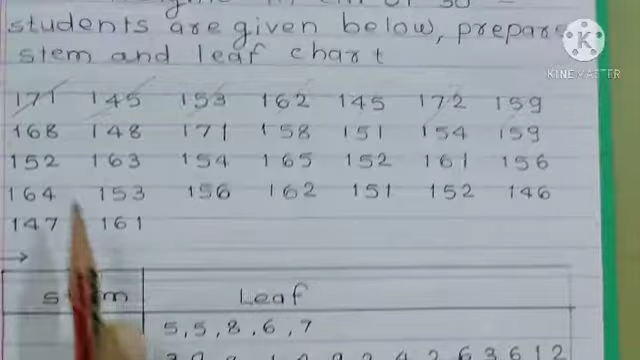 students are given below, prepare
stem and leaf chart
KINEMASTER
171 145 153 162 145 172 159
168 148 171 158 151 154 159
152 163 154 165 152 161 156
164 153 156 162 151 152 146
147 161
Leaf
5, 5, 8, 6, 7